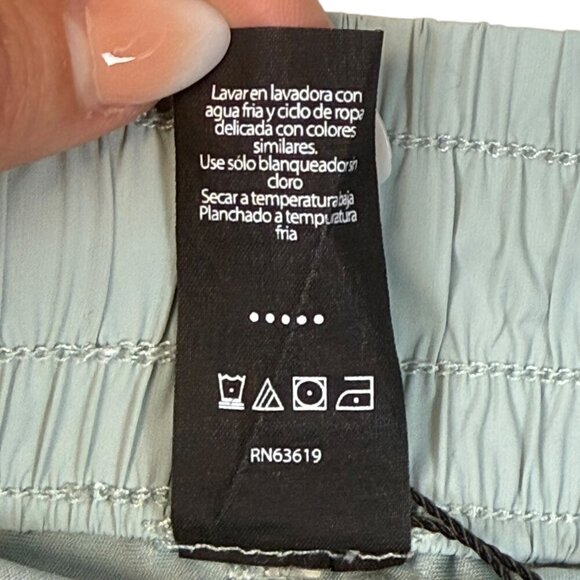 Lavar en lavadora con
agua fria y ciclo de ropa
delicada con colores
similares.
Use sólo blanqueador sin
cloro
Secar a temperatura baja
Planchado a tempuratura
fria
RN63619